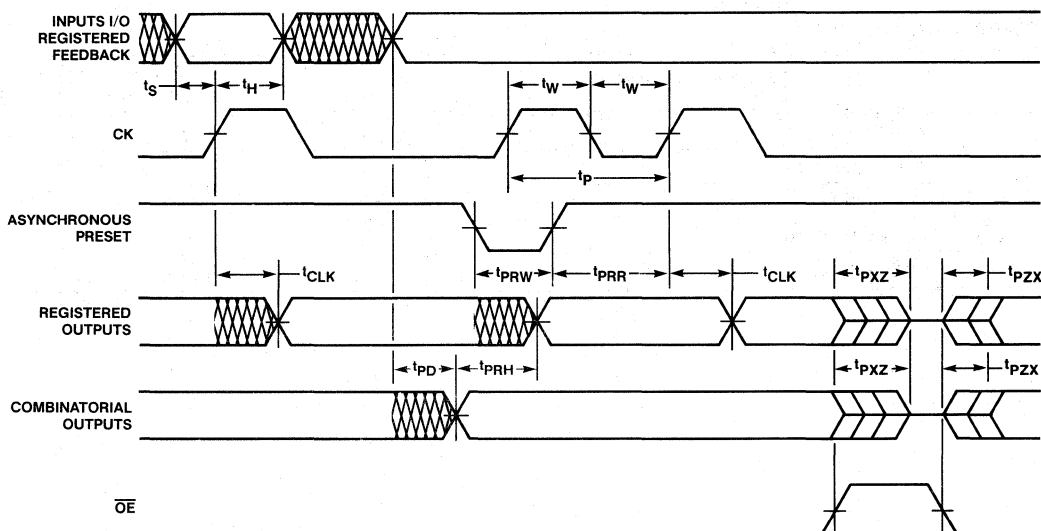 INPUTS I/O
REGISTERED
FEEDBACK
tS
tH
tW
tW
CK
tP
ASYNCHRONOUS
PRESET
tCLK
tPRW
tPRR
tCLK
tPXZ
tPZX
REGISTERED
OUTPUTS
tPD
tPRH
tPXZ
tPZX
COMBINATORIAL
OUTPUTS
OE